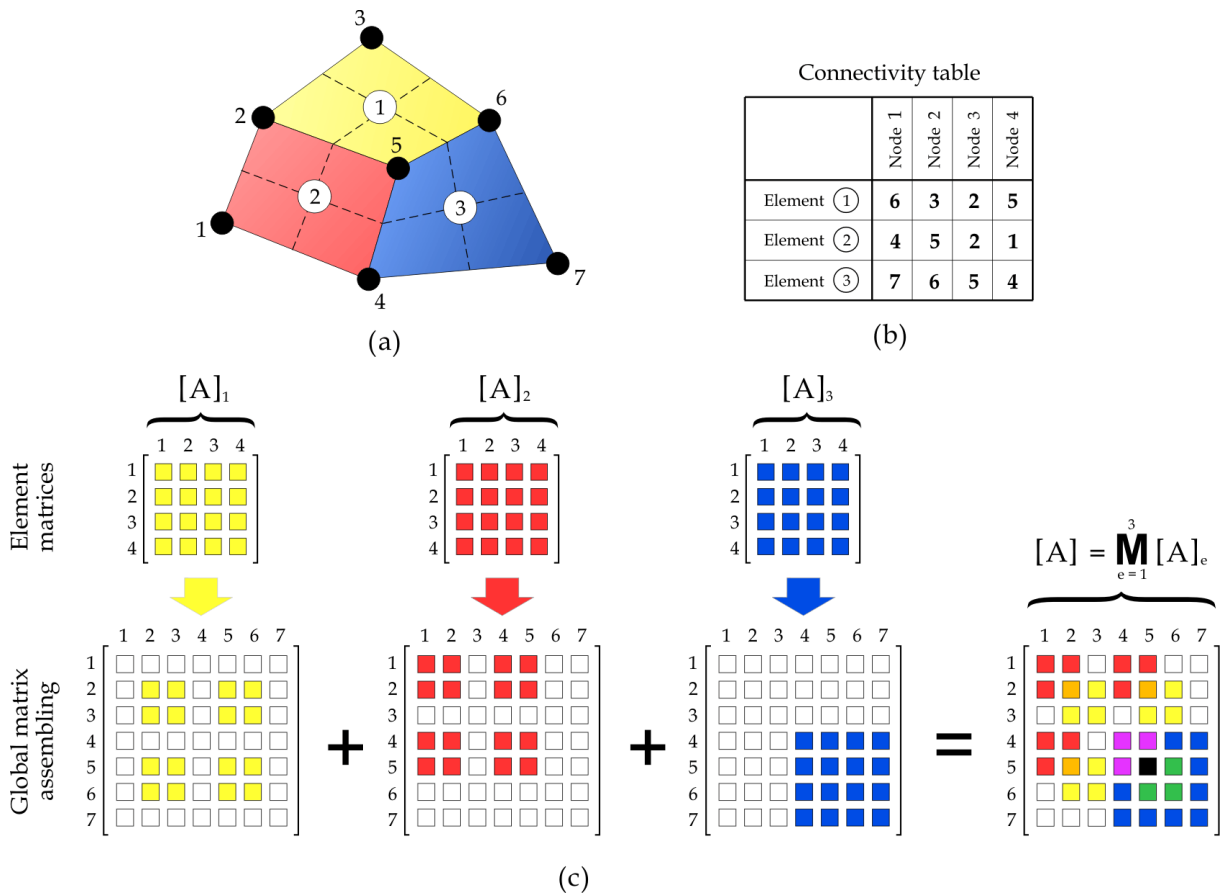 3
2
1
6
5
2
3
1
4
7
(a)
Connectivity table
Node 1 Node 2 Node 3 Node 4
Element 1 6 3 2 5
Element 2 4 5 2 1
Element 3 7 6 5 4
(b)
[A]1 [A]2 [A]3
Element matrices
1 2 3 4 1 2 3 4 1 2 3 4
1 1 1
2 2 2
3 3 3
4 4 4
[A] = M [A]e
3
e = 1
Global matrix assembling
1 2 3 4 5 6 7 1 2 3 4 5 6 7 1 2 3 4 5 6 7 1 2 3 4 5 6 7
1 1 1 1
2 2 2 2
3 3 3 3
4 + 4 + 4 = 4
5 5 5 5
6 6 6 6
7 7 7 7
(c)